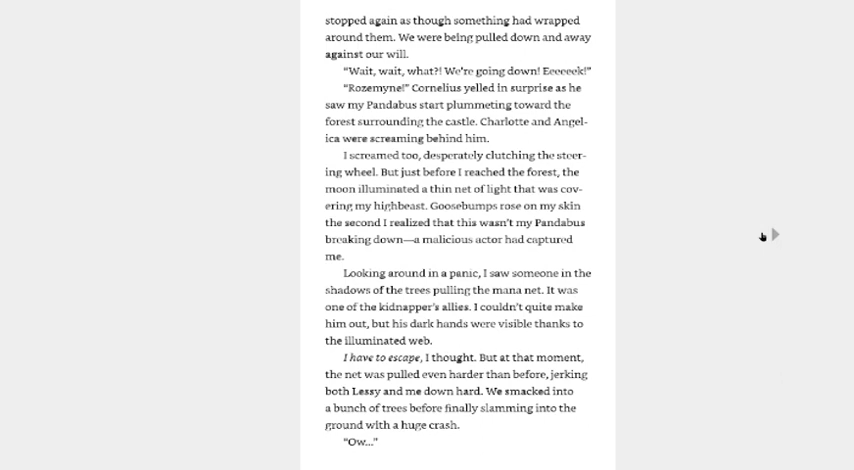 stopped again as though something had wrapped
around them. We were being pulled down and away
against our will.
“Wait, wait, what?! We’re going down! Eeeeeek!”
“Rozemyne!” Cornelius yelled in surprise as he
saw my Pandabus start plummeting toward the
forest surrounding the castle. Charlotte and Angel-
ica were screaming behind him.
I screamed too, desperately clutching the steer-
ing wheel. But just before I reached the forest, the
moon illuminated a thin net of light that was cov-
ering my highbeast. Goosebumps rose on my skin
the second I realized that this wasn’t my Pandabus
breaking down—a malicious actor had captured
me.
Looking around in a panic, I saw someone in the
shadows of the trees pulling the mana net. It was
one of the kidnapper’s allies. I couldn’t quite make
him out, but his dark hands were visible thanks to
the illuminated web.
I have to escape, I thought. But at that moment,
the net was pulled even harder than before, jerking
both Lessy and me down hard. We smacked into
a bunch of trees before finally slamming into the
ground with a huge crash.
“Ow...”